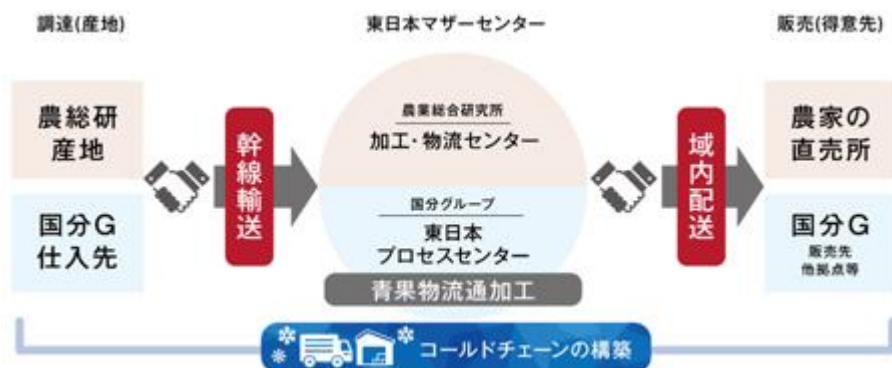 調達(産地)
東日本マザーセンター
販売(得意先)
農総研
産地
国分G
仕入先
幹線輸送
農業総合研究所
加工・物流センター
国分グループ
東日本
プロセスセンター
青果物流通加工
域内配送
農家の
直売所
国分G
販売先
他拠点等
コールドチェーンの構築